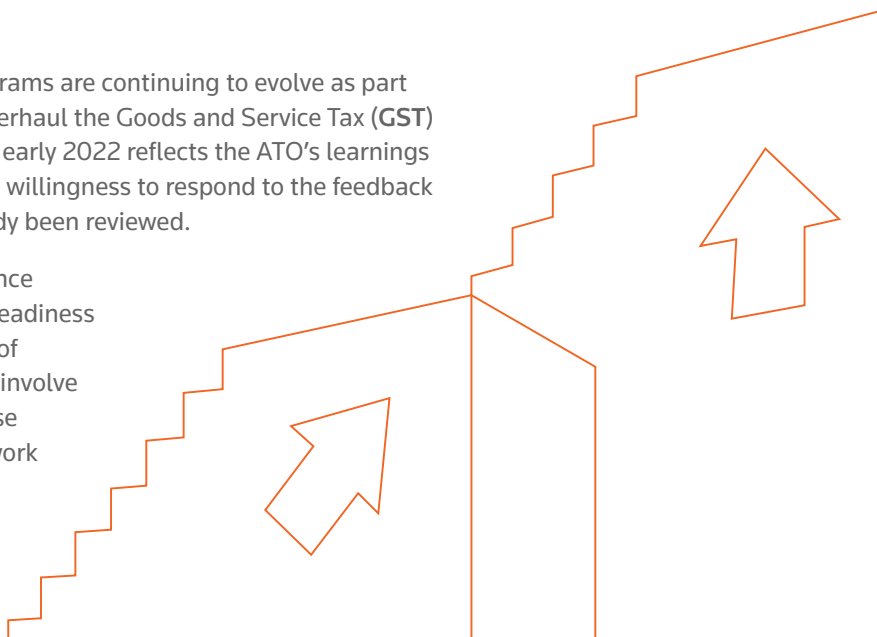 rams are continuing to evolve as part
erhaul the Goods and Service Tax (GST)
early 2022 reflects the ATO’s learnings
willingness to respond to the feedback
dy been reviewed.
nce
eadiness
of
involve
se
work